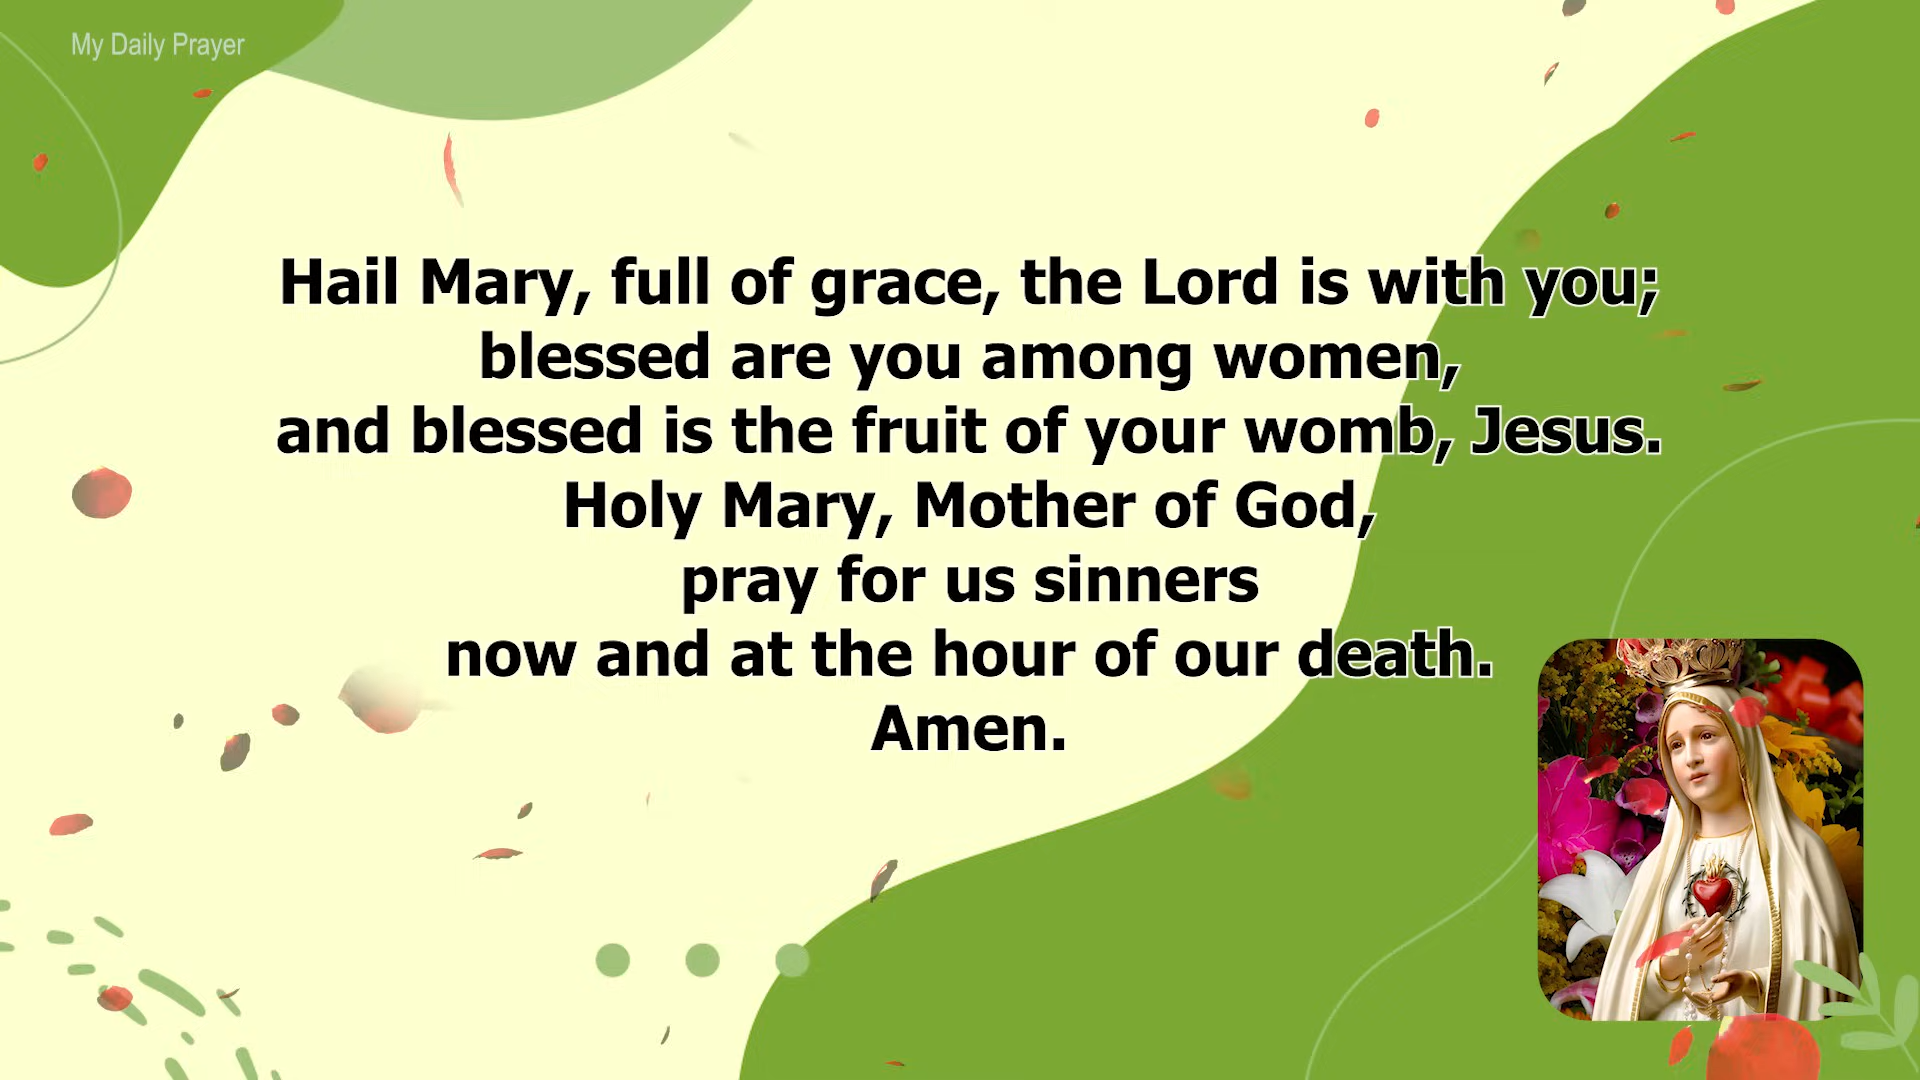 My Daily Prayer
Hail Mary, full of grace, the Lord is with you;
blessed are you among women,
and blessed is the fruit of your womb, Jesus.
Holy Mary, Mother of God,
pray for us sinners
now and at the hour of our death.
Amen.